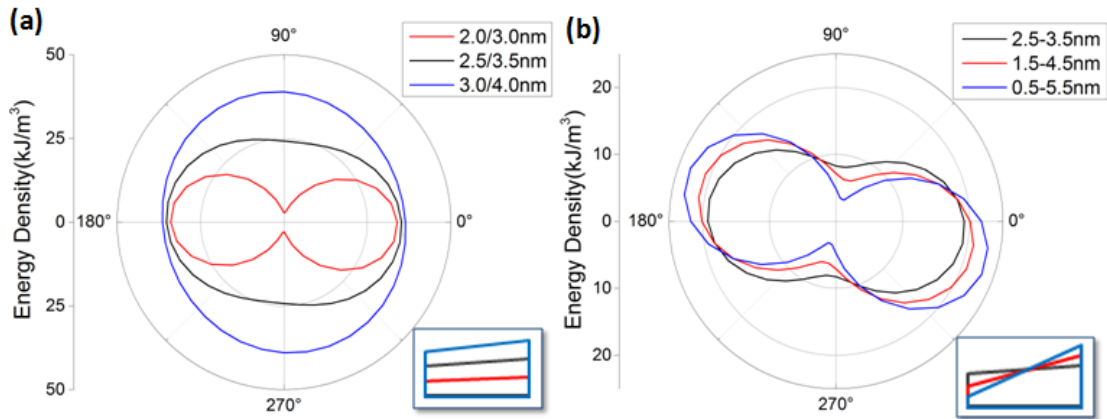 (a)
90°
2.0/3.0nm
2.5/3.5nm
3.0/4.0nm
50
25
0
25
50
Energy Density(kJ/m³)
180°
0°
270°
(b)
90°
2.5-3.5nm
1.5-4.5nm
0.5-5.5nm
20
10
0
10
20
Energy Density(kJ/m³)
180°
0°
270°